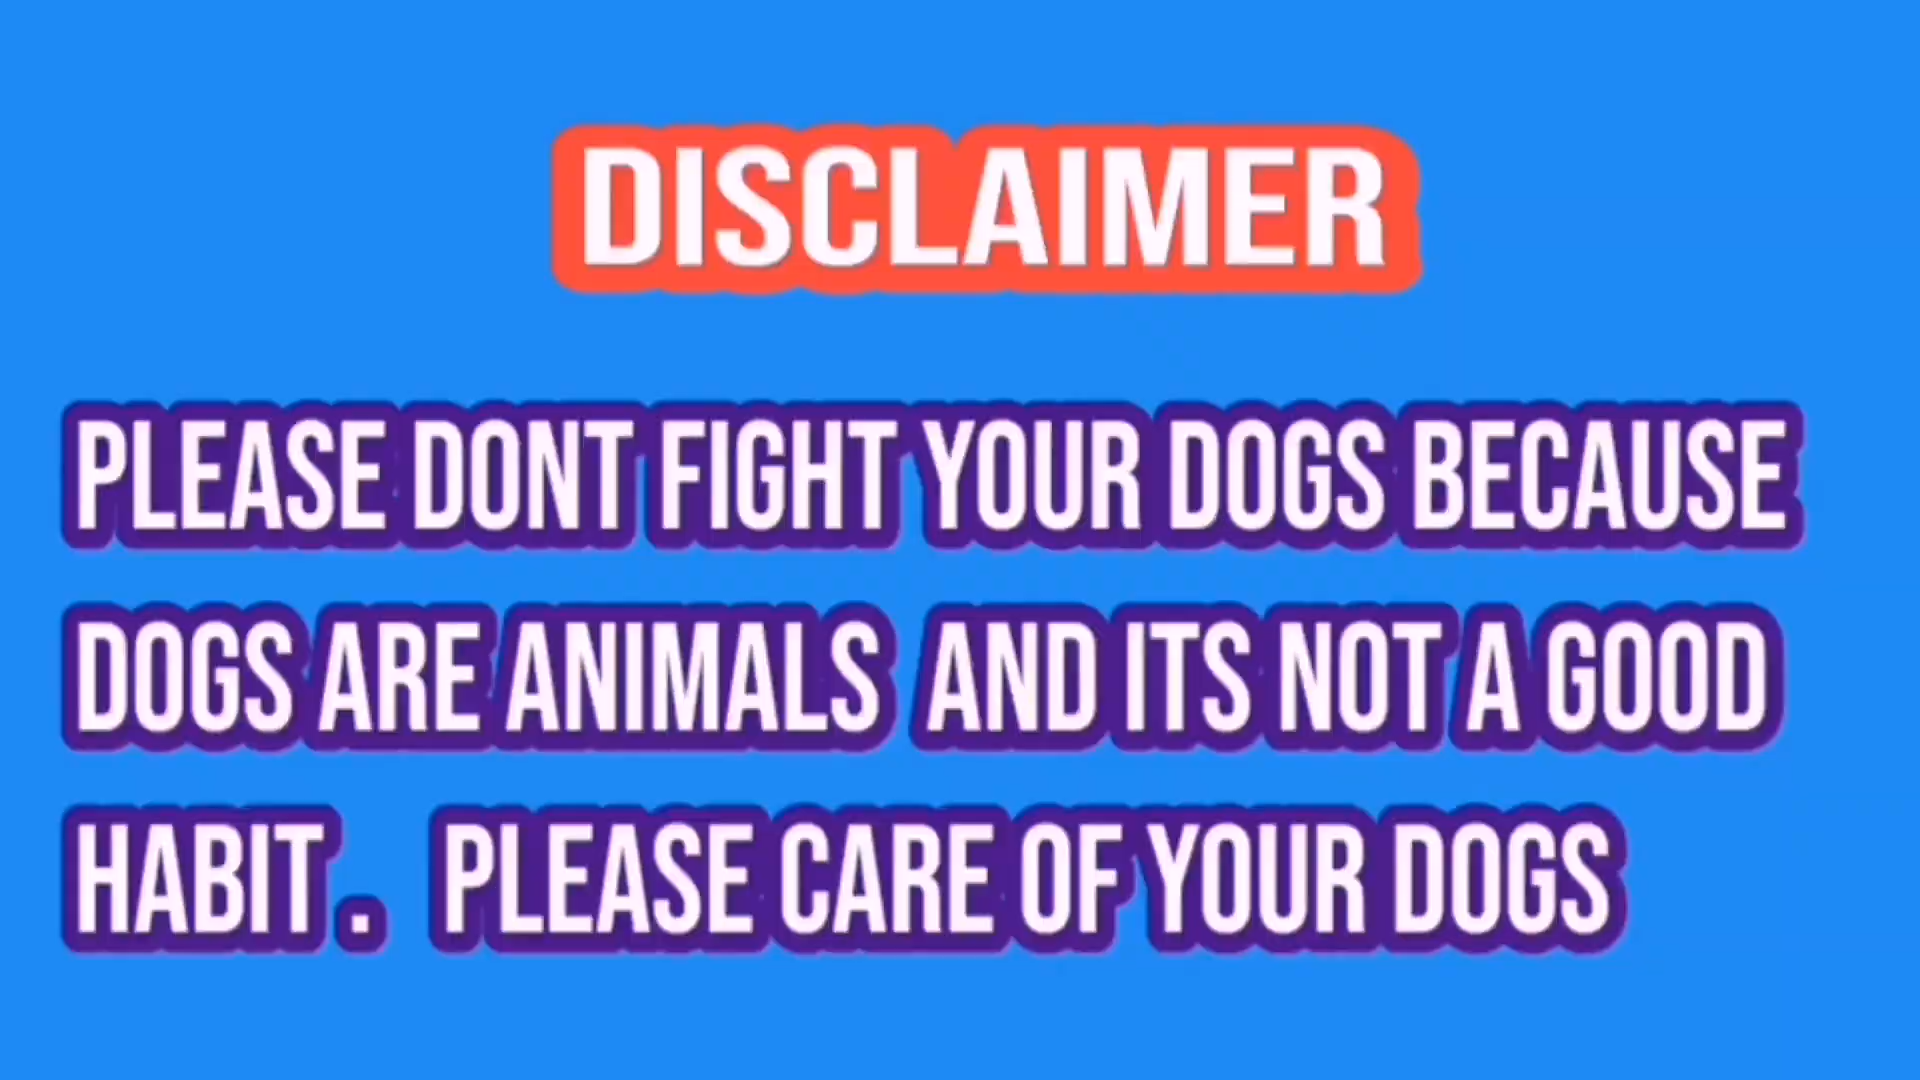 DISCLAIMER
PLEASE DONT FIGHT YOUR DOGS BECAUSE
DOGS ARE ANIMALS AND ITS NOT A GOOD
HABIT. PLEASE CARE OF YOUR DOGS